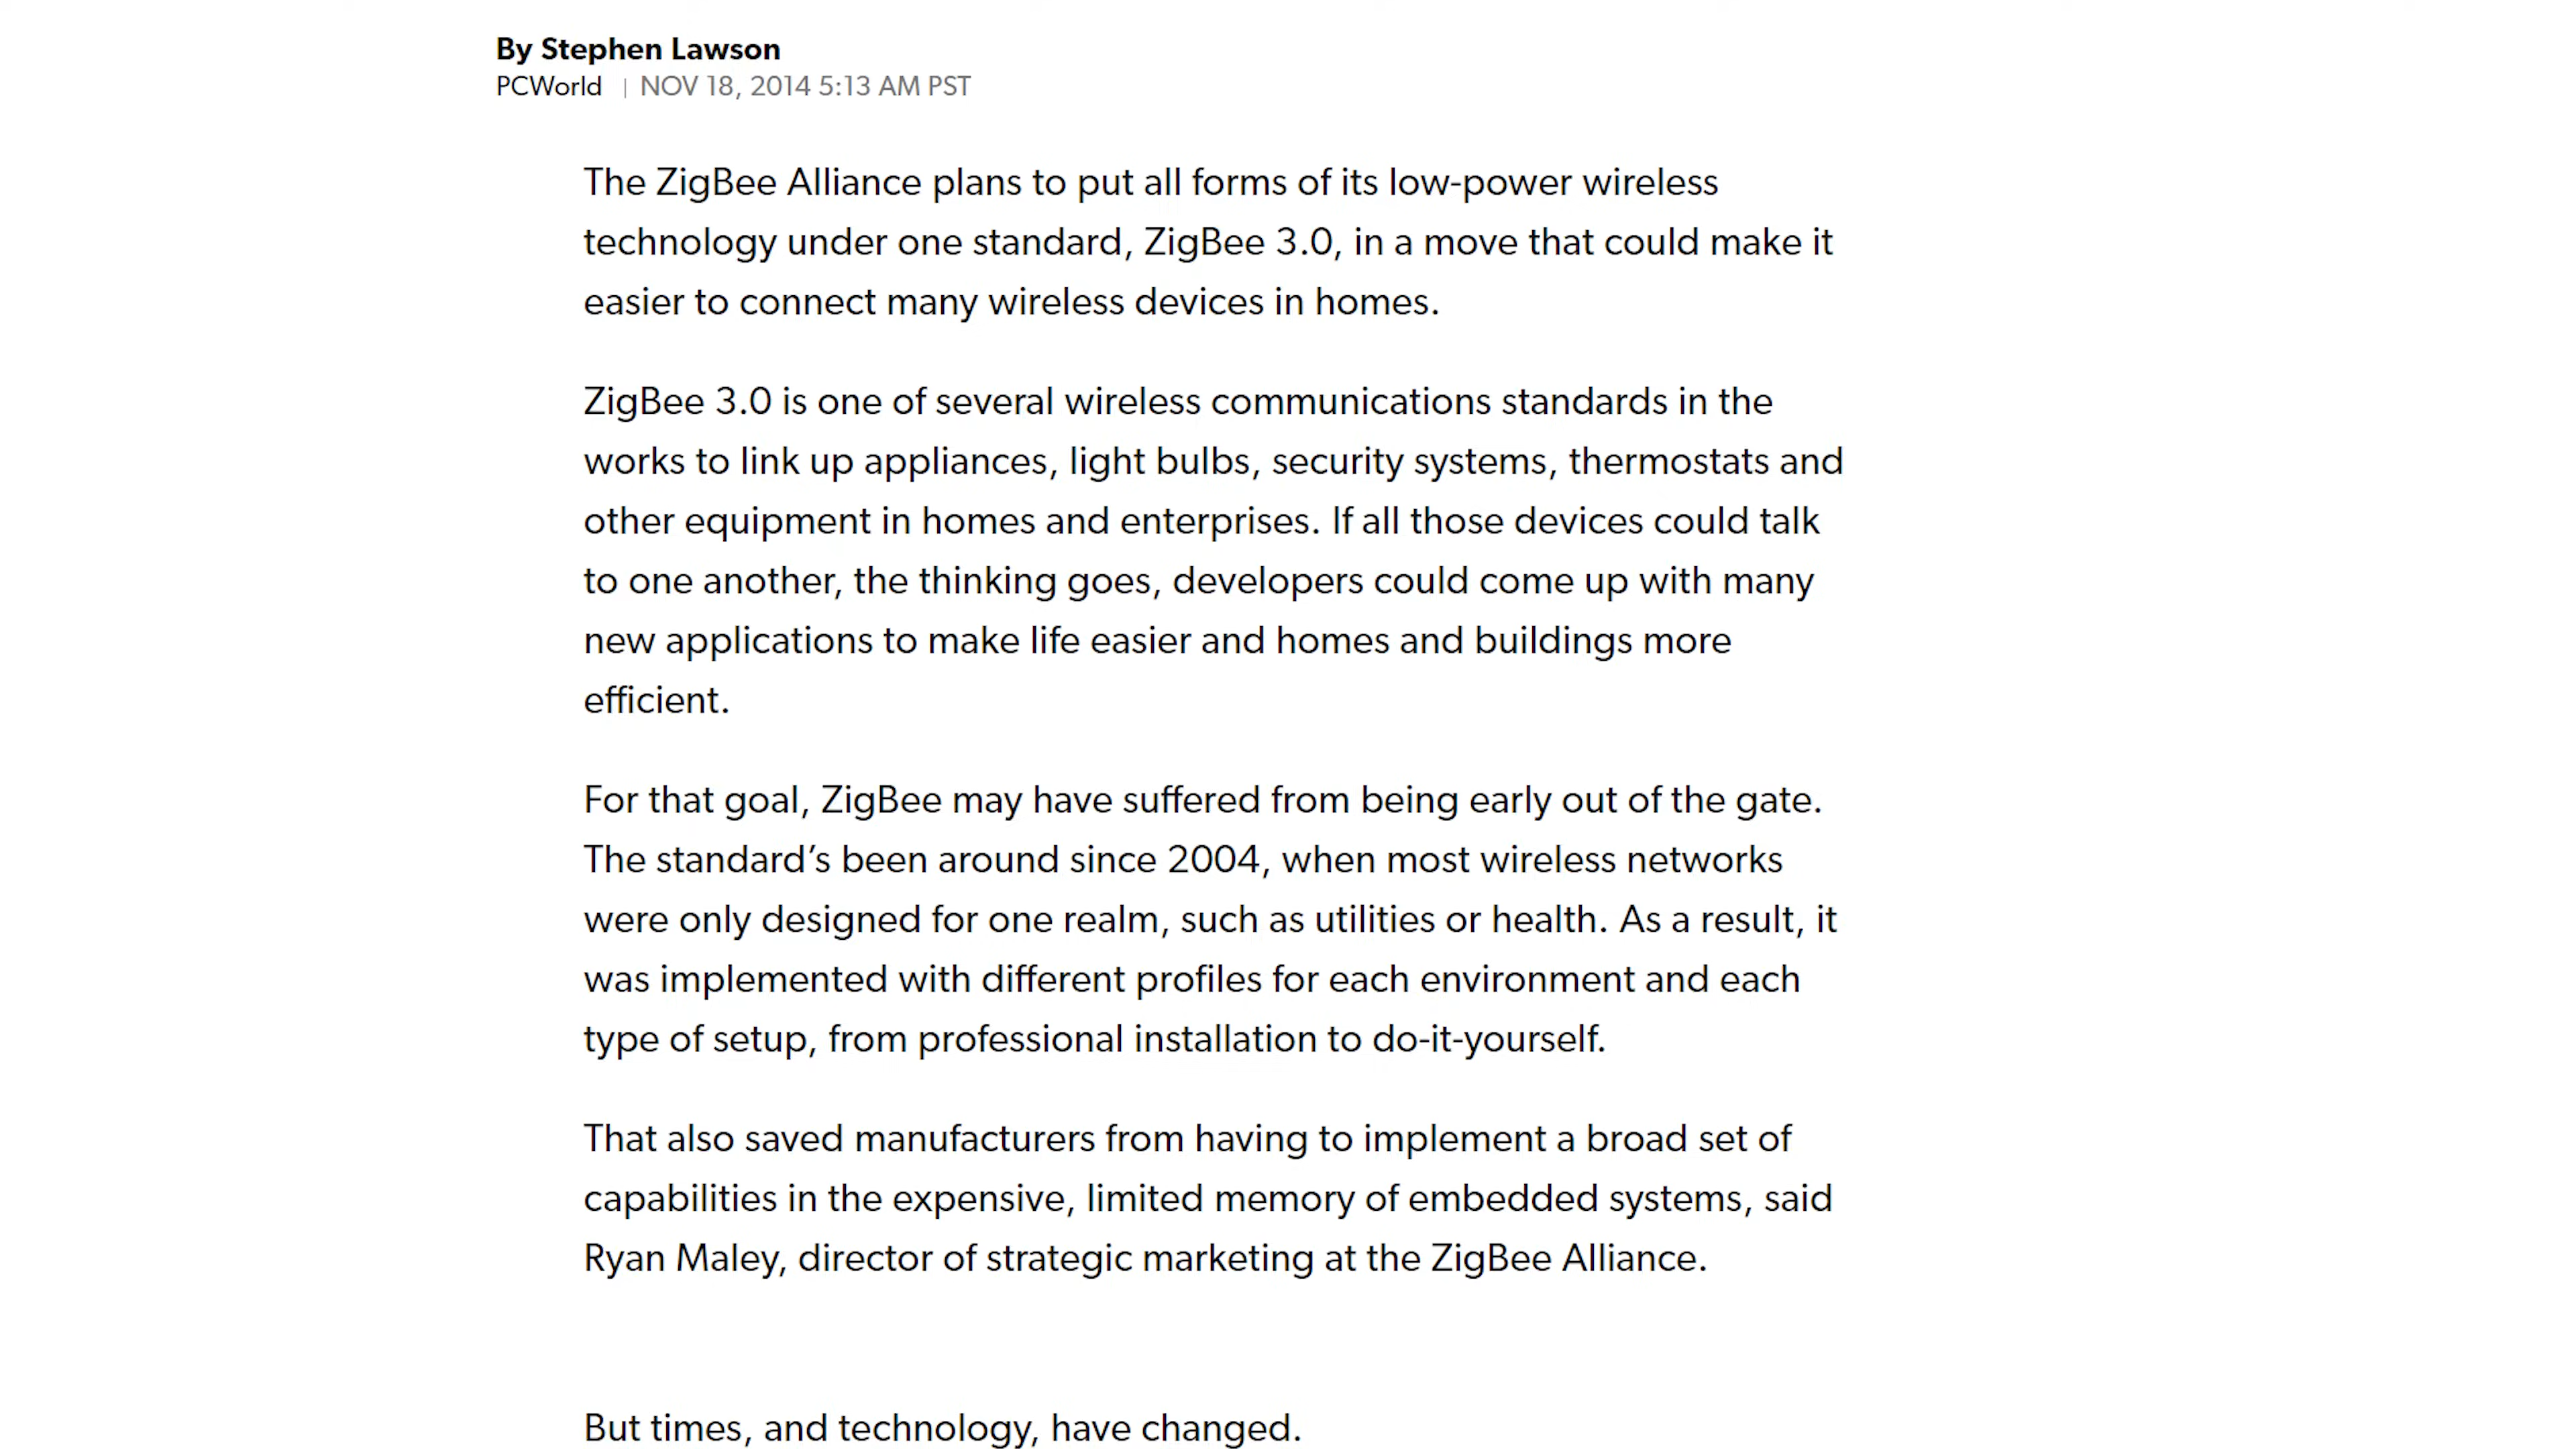 By Stephen Lawson
PCWorld | NOV 18, 2014 5:13 AM PST
The ZigBee Alliance plans to put all forms of its low-power wireless
technology under one standard, ZigBee 3.0, in a move that could make it
easier to connect many wireless devices in homes.
ZigBee 3.0 is one of several wireless communications standards in the
works to link up appliances, light bulbs, security systems, thermostats and
other equipment in homes and enterprises. If all those devices could talk
to one another, the thinking goes, developers could come up with many
new applications to make life easier and homes and buildings more
efficient.
For that goal, ZigBee may have suffered from being early out of the gate.
The standard’s been around since 2004, when most wireless networks
were only designed for one realm, such as utilities or health. As a result, it
was implemented with different profiles for each environment and each
type of setup, from professional installation to do-it-yourself.
That also saved manufacturers from having to implement a broad set of
capabilities in the expensive, limited memory of embedded systems, said
Ryan Maley, director of strategic marketing at the ZigBee Alliance.
But times, and technology, have changed.